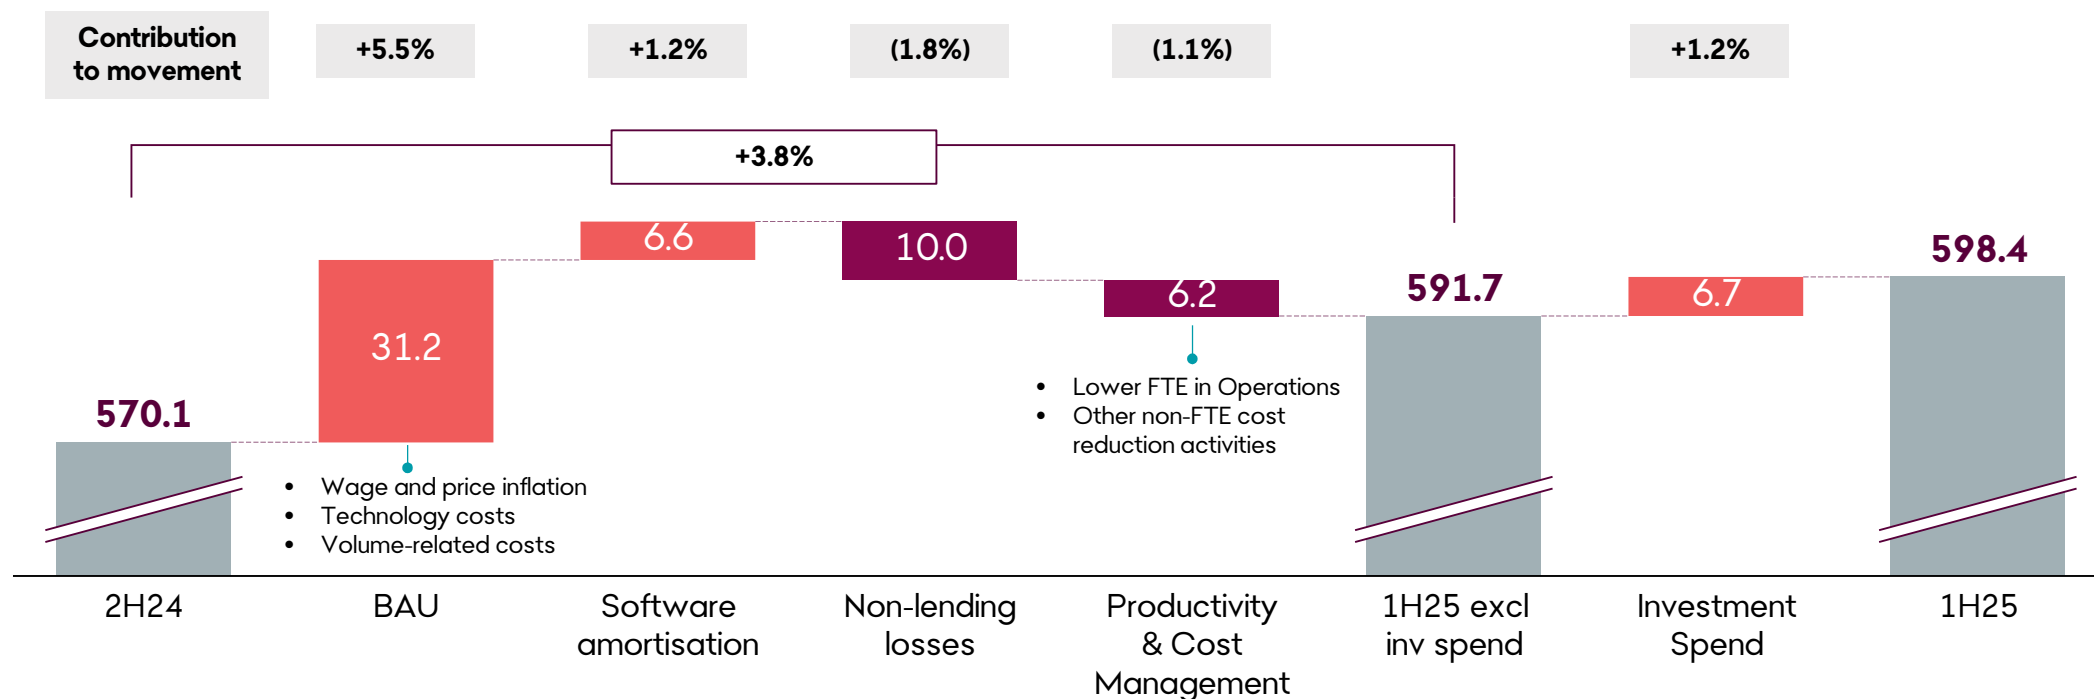 Contribution
to movement
+5.5%
+1.2%
(1.8%)
(1.1%)
+1.2%
+3.8%
570.1
31.2
6.6
10.0
6.2
591.7
6.7
598.4
• Wage and price inflation
• Technology costs
• Volume-related costs
• Lower FTE in Operations
• Other non-FTE cost
reduction activities
2H24
BAU
Software
amortisation
Non-lending
losses
Productivity
& Cost
Management
1H25 excl
inv spend
Investment
Spend
1H25